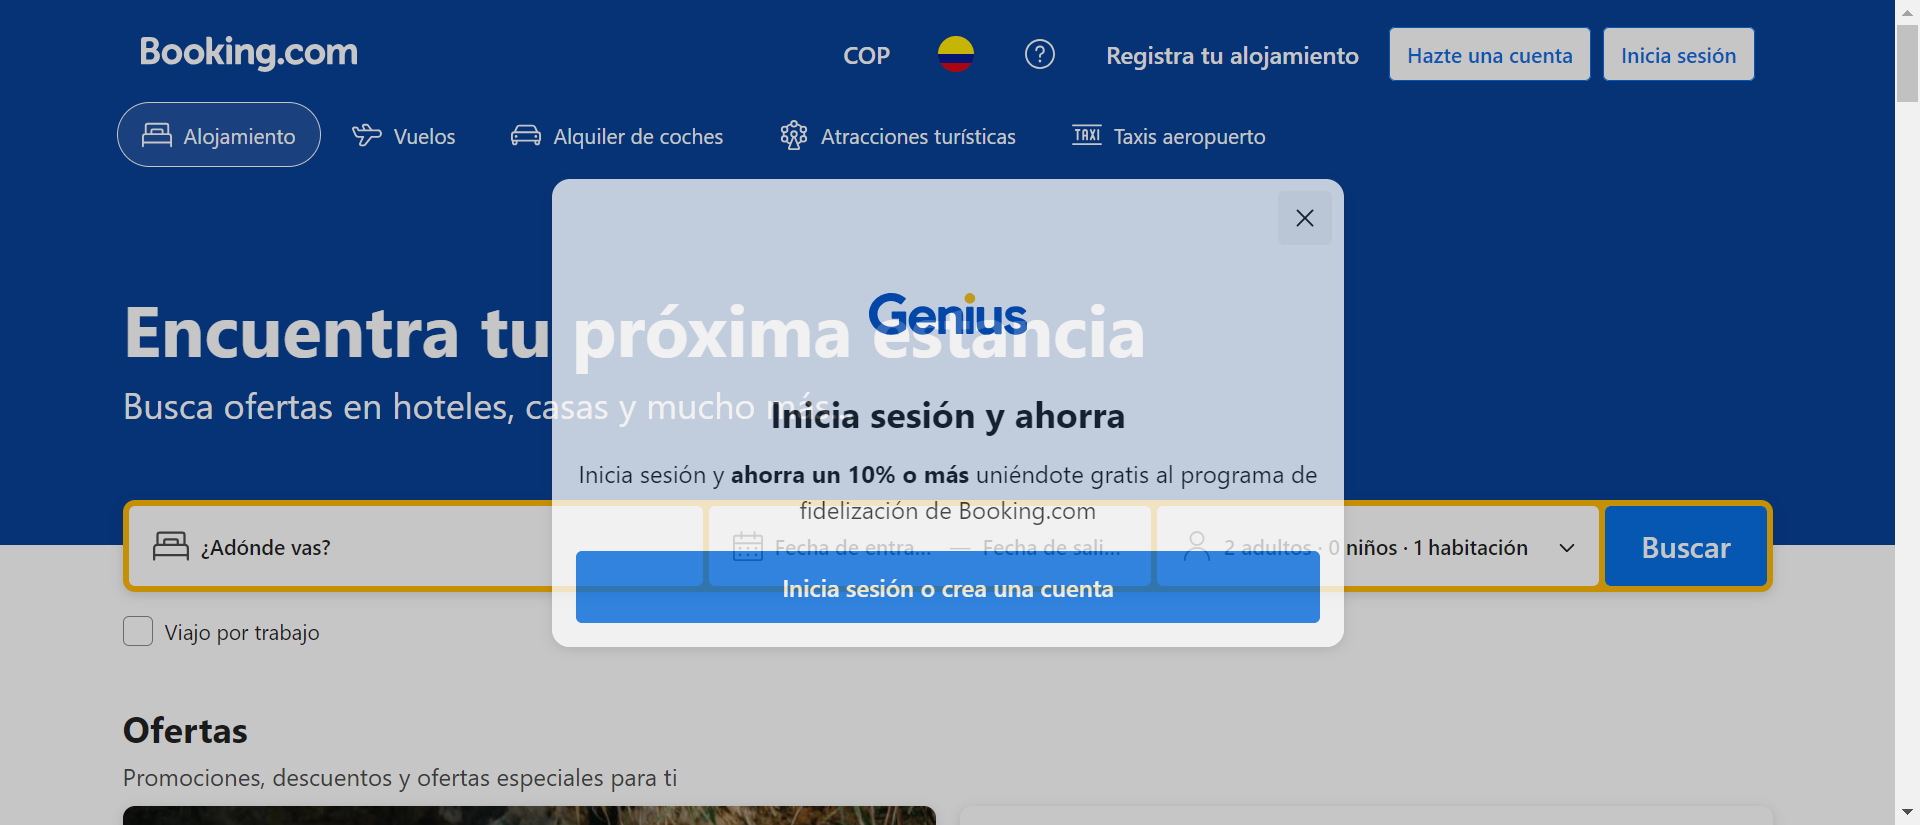 Booking.com
COP
Registra tu alojamiento
Hazte una cuenta
Inicia sesión
Alojamiento
Vuelos
Alquiler de coches
Atracciones turísticas
TAXI
Taxis aeropuerto
Encuentra tu próxima estancia
Busca ofertas en hoteles, casas y mucho más...
Genius
Inicia sesión y ahorra
Inicia sesión y ahorra un 10% o más uniéndote gratis al programa de
fidelización de Booking.com
¿Adónde vas?
Fecha de entra... — Fecha de sali...
2 adultos · 0 niños · 1 habitación
Buscar
Inicia sesión o crea una cuenta
Viajo por trabajo
Ofertas
Promociones, descuentos y ofertas especiales para ti